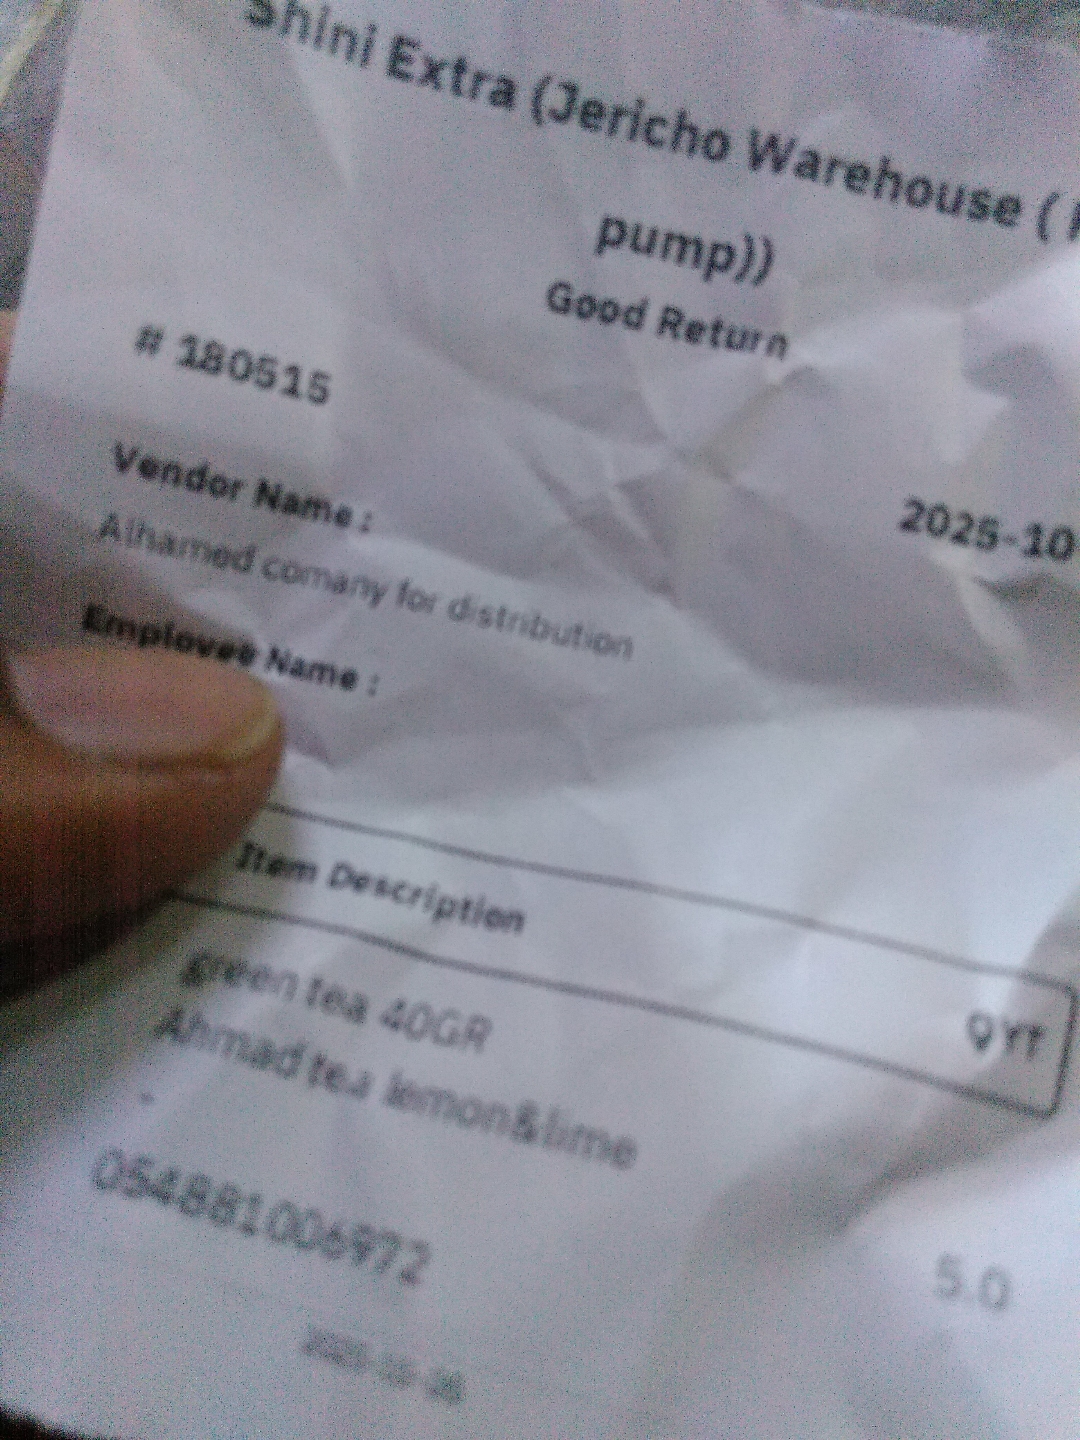 Shini Extra (Jericho Warehouse (
pump))
Good Return
# 180515
2025-10
Vendor Name :
Alhamed comany for distribution
Employee Name :
Item Description
QYT
green tea 40GR
Ahmad tea lemon&lime
-
054881006972
5.0